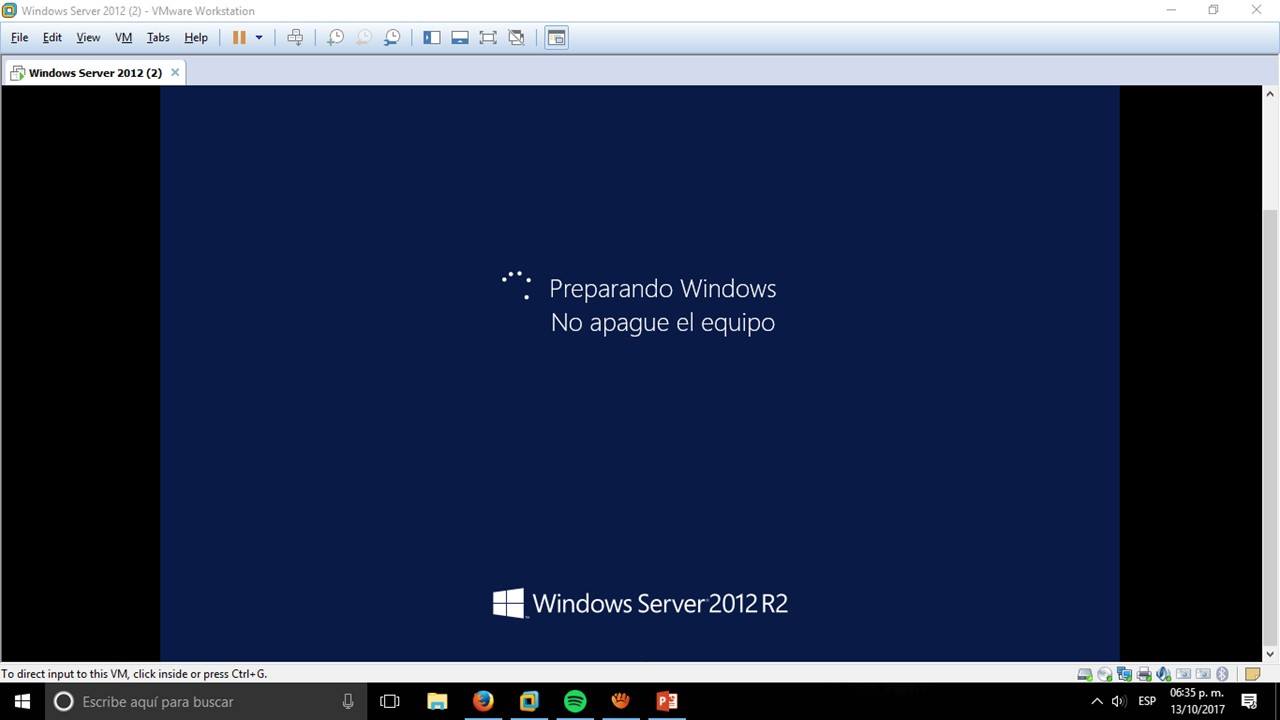 Windows Server 2012 (2) - VMware Workstation
File Edit View VM Tabs Help
Windows Server 2012 (2)
Preparando Windows
No apague el equipo
Windows Server 2012 R2
To direct input to this VM, click inside or press Ctrl+G.
Escribe aquí para buscar
ESP
06:35 p. m.
13/10/2017